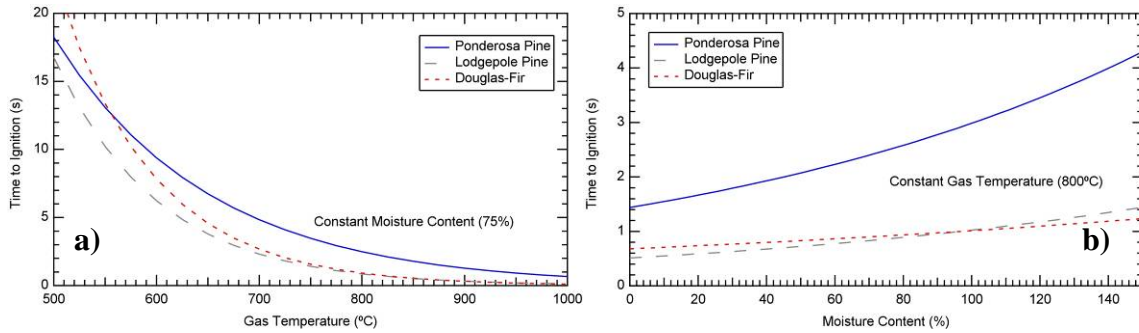 20
15
10
5
0
Time to Ignition (s)
Ponderosa Pine
Lodgepole Pine
Douglas-Fir
Constant Moisture Content (75%)
a)
500
600
700
800
900
1000
Gas Temperature (ºC)
5
4
3
2
1
0
Time to Ignition (s)
Ponderosa Pine
Lodgepole Pine
Douglas-Fir
Constant Gas Temperature (800ºC)
b)
0
20
40
60
80
100
120
140
Moisture Content (%)